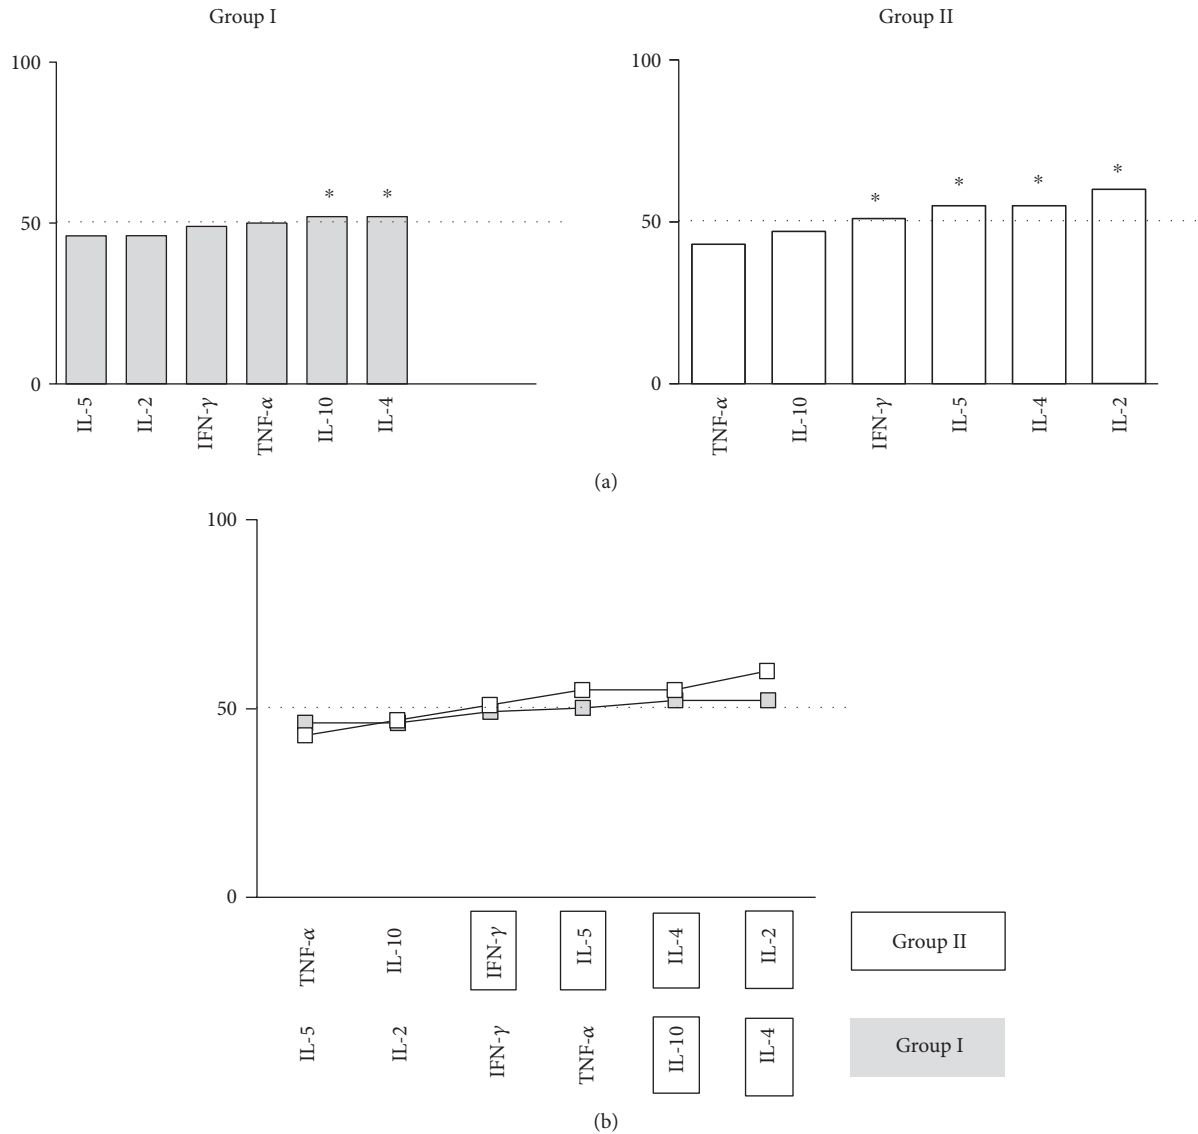 Group I
100
50
0
* *
IL-5 IL-2 IFN-γ TNF-α IL-10 IL-4
Group II
100
50
0
* * * *
TNF-α IL-10 IFN-γ IL-5 IL-4 IL-2
(a)
100
50
0
TNF-α IL-10 IFN-γ IL-5 IL-4 IL-2 Group II
IL-5 IL-2 IFN-γ TNF-α IL-10 IL-4 Group I
(b)